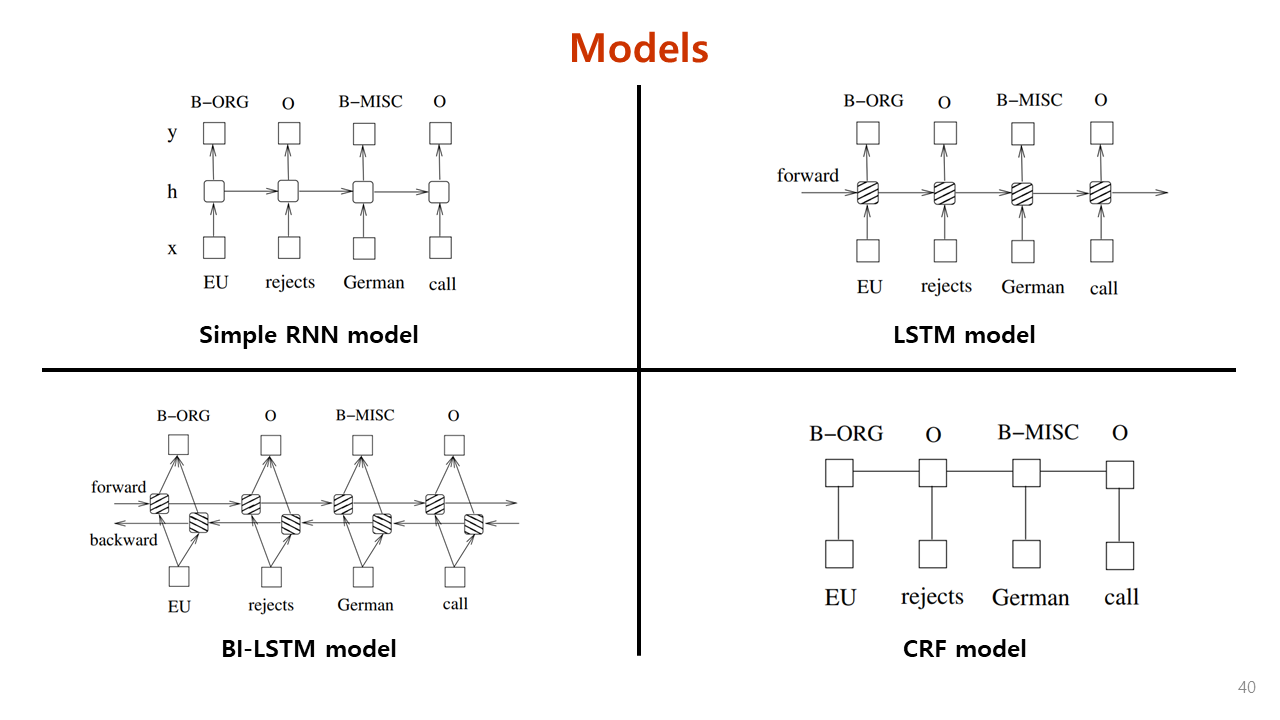 Models
B–ORG O B–MISC O
y
h
x
EU rejects German call
Simple RNN model
B–ORG O B–MISC O
forward
EU rejects German call
LSTM model
B–ORG O B–MISC O
forward
backward
EU rejects German call
BI-LSTM model
B–ORG O B–MISC O
EU rejects German call
CRF model
40